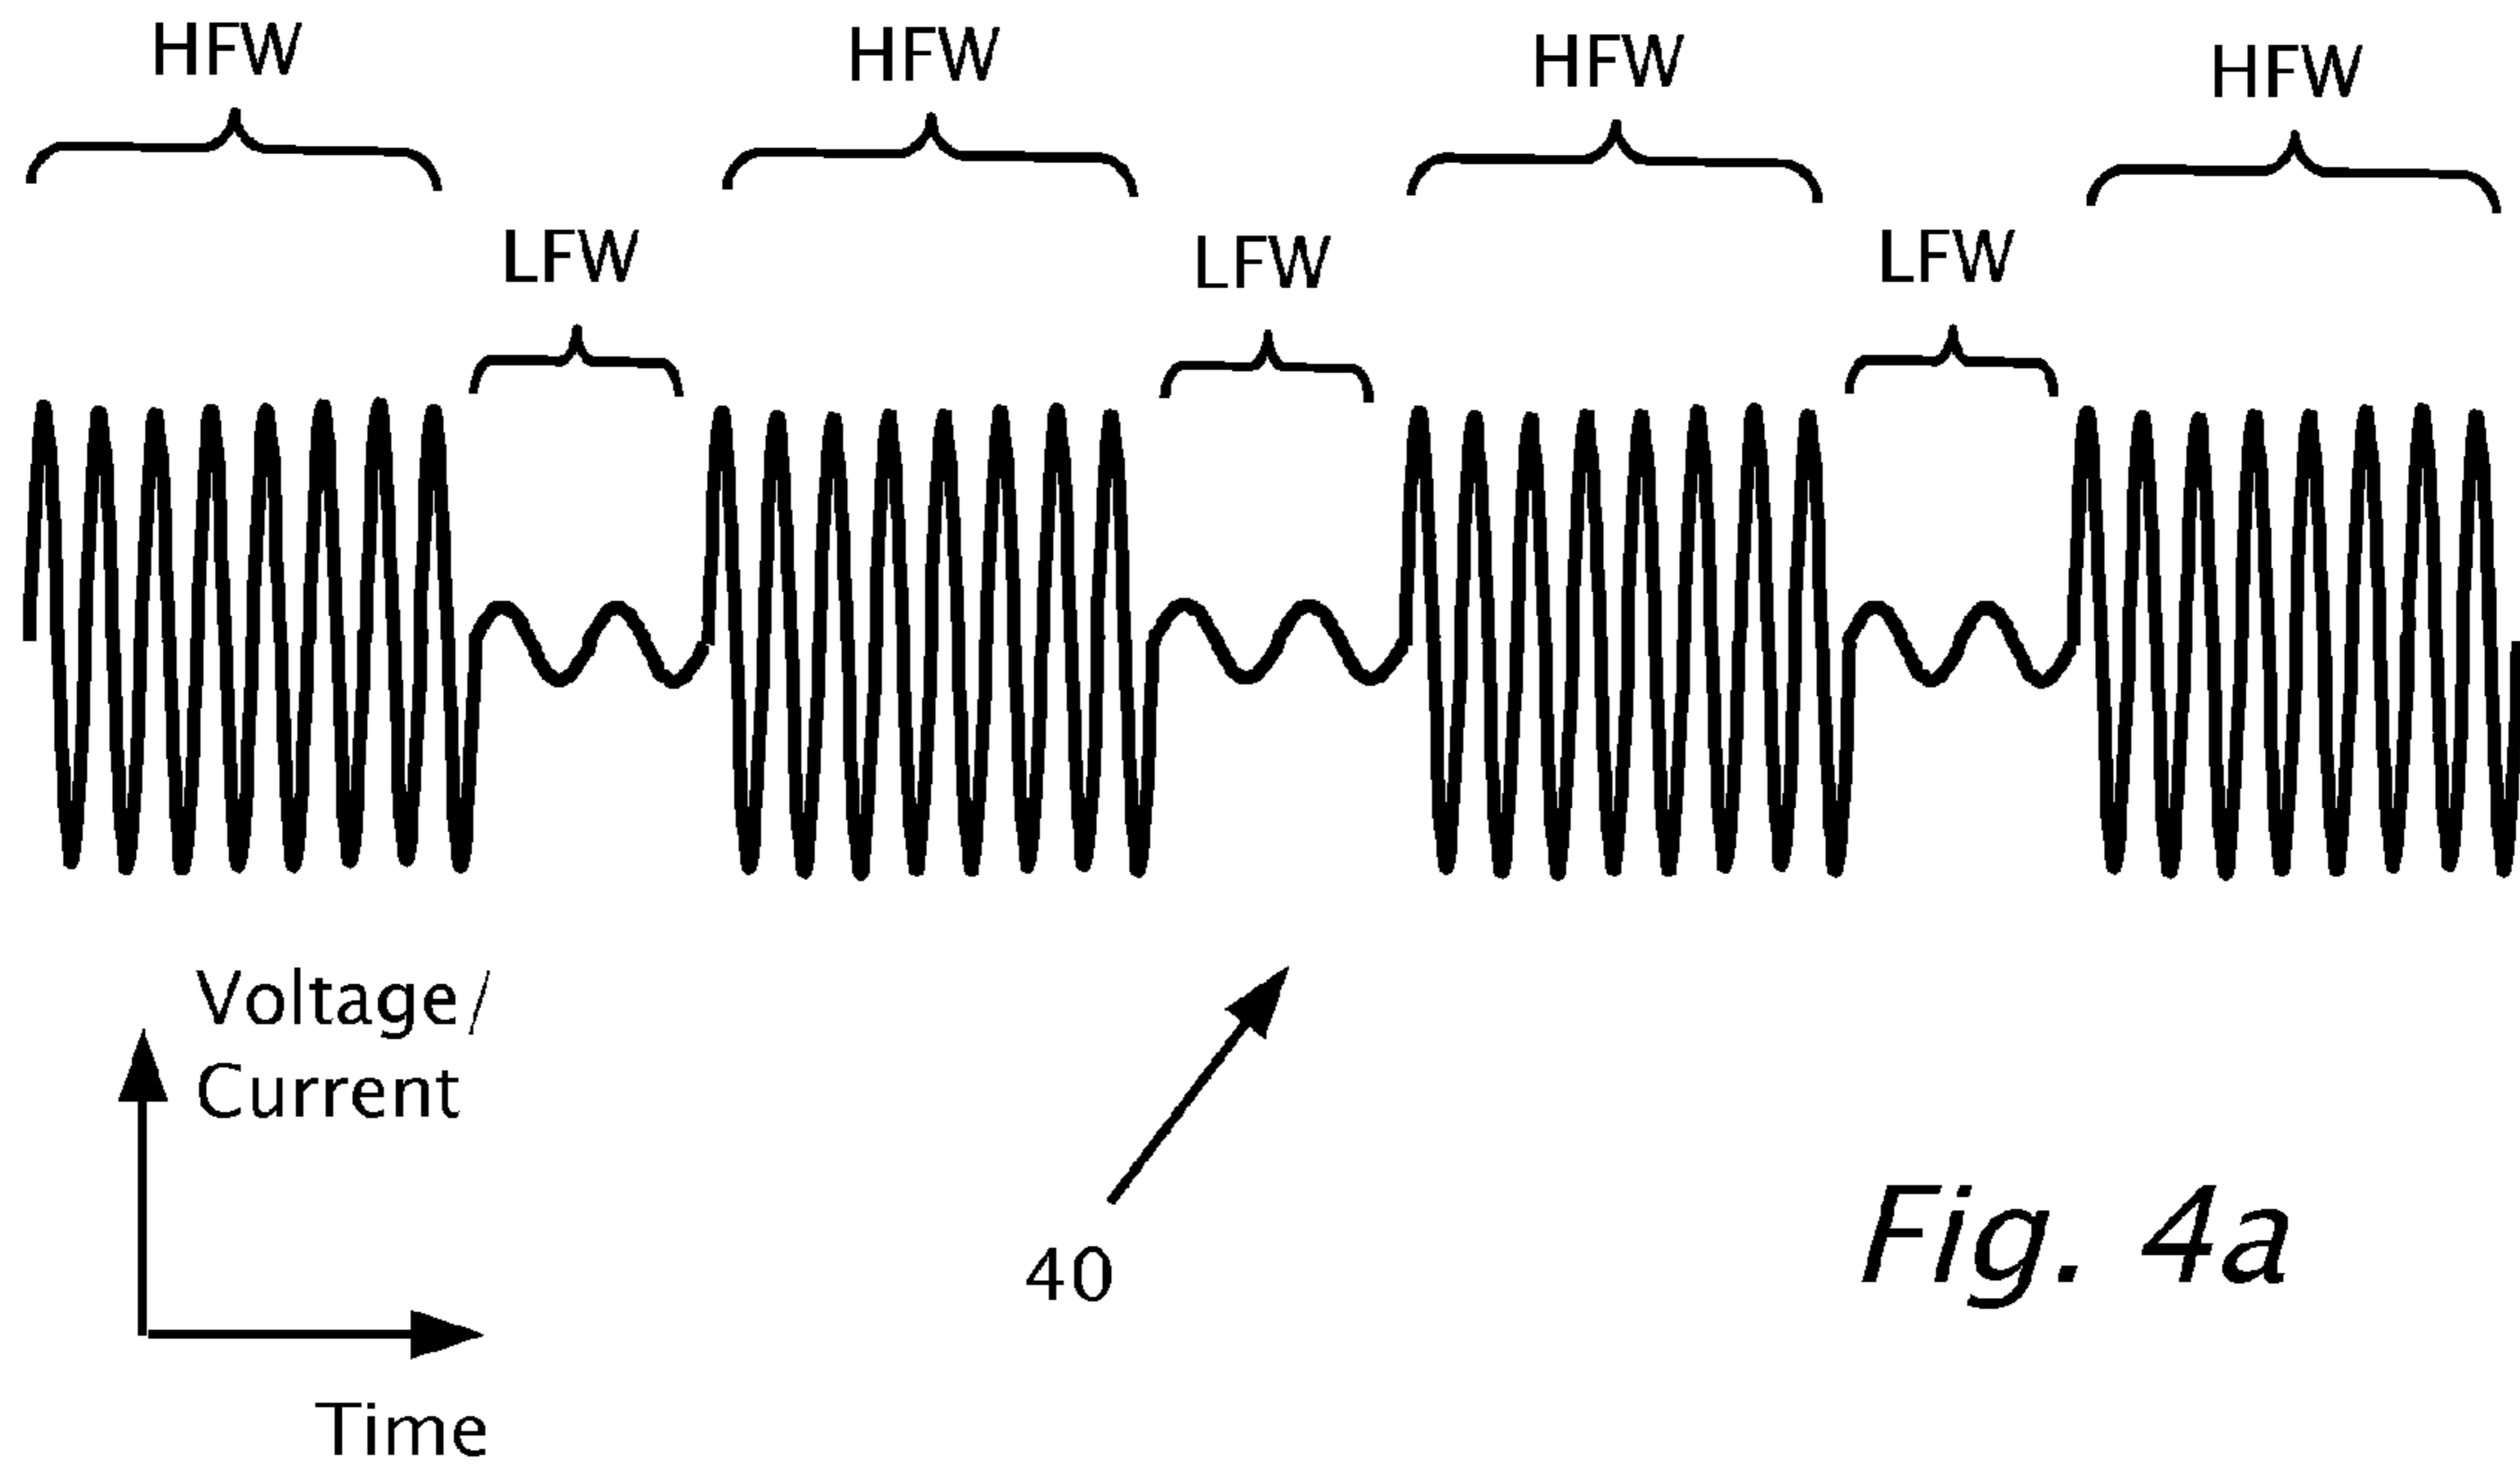 HFW HFW HFW HFW
LFW LFW LFW
Voltage/
Current
40
Fig. 4a
Time